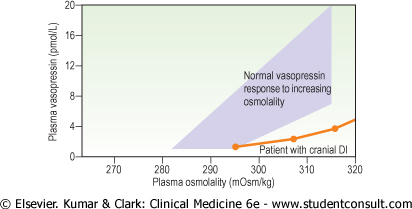 20
16
12
8
4
0
Plasma vasopressin (pmol/L)
Normal vasopressin
response to increasing
osmolality
Patient with cranial DI
270 280 290 300 310 320
Plasma osmolality (mOsm/kg)
© Elsevier. Kumar & Clark: Clinical Medicine 6e - www.studentconsult.com